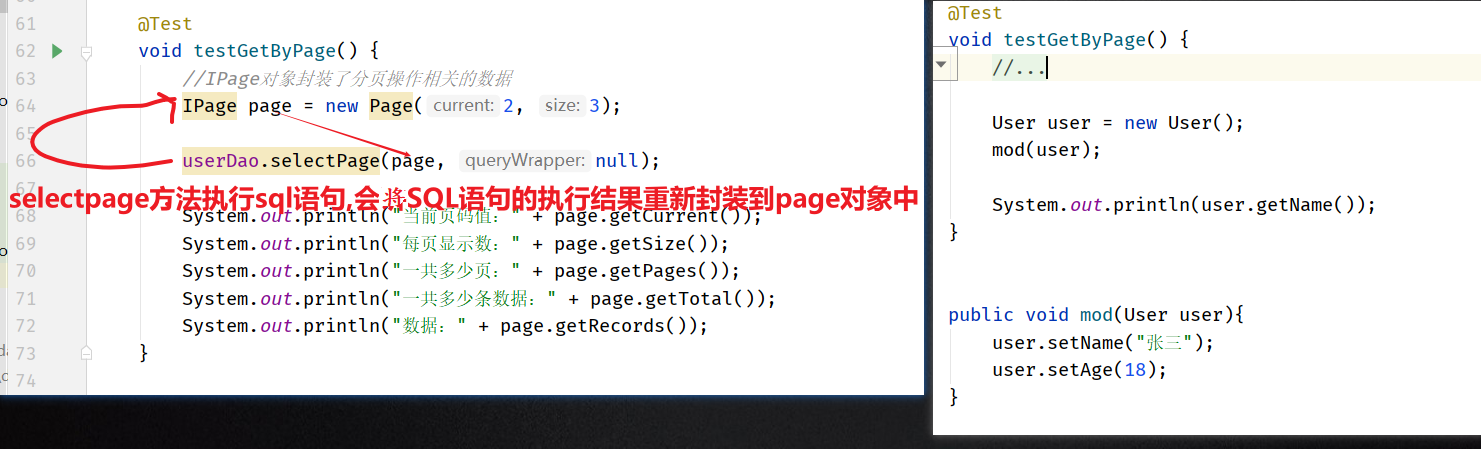 61 @Test
62 void testGetByPage() {
63 //IPage对象封装了分页操作相关的数据
64 IPage page = new Page( current: 2, size: 3);
65
66 userDao.selectPage(page, queryWrapper: null);
67
selectpage方法执行sql语句,会将SQL语句的执行结果重新封装到page对象中
68 System.out.println("当前页码值：" + page.getCurrent());
69 System.out.println("每页显示数：" + page.getSize());
70 System.out.println("一共多少页：" + page.getPages());
71 System.out.println("一共多少条数据：" + page.getTotal());
72 System.out.println("数据：" + page.getRecords());
73 }
74
@Test
void testGetByPage() {
//...
User user = new User();
mod(user);
System.out.println(user.getName());
}
public void mod(User user){
user.setName("张三");
user.setAge(18);
}